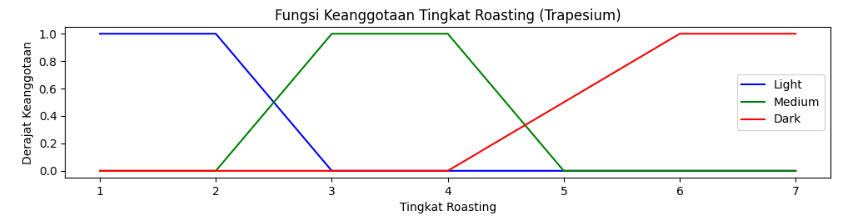 Fungsi Keanggotaan Tingkat Roasting (Trapesium)
Derajat Keanggotaan
1.0
0.8
0.6
0.4
0.2
0.0
Light
Medium
Dark
1 2 3 4 5 6 7
Tingkat Roasting